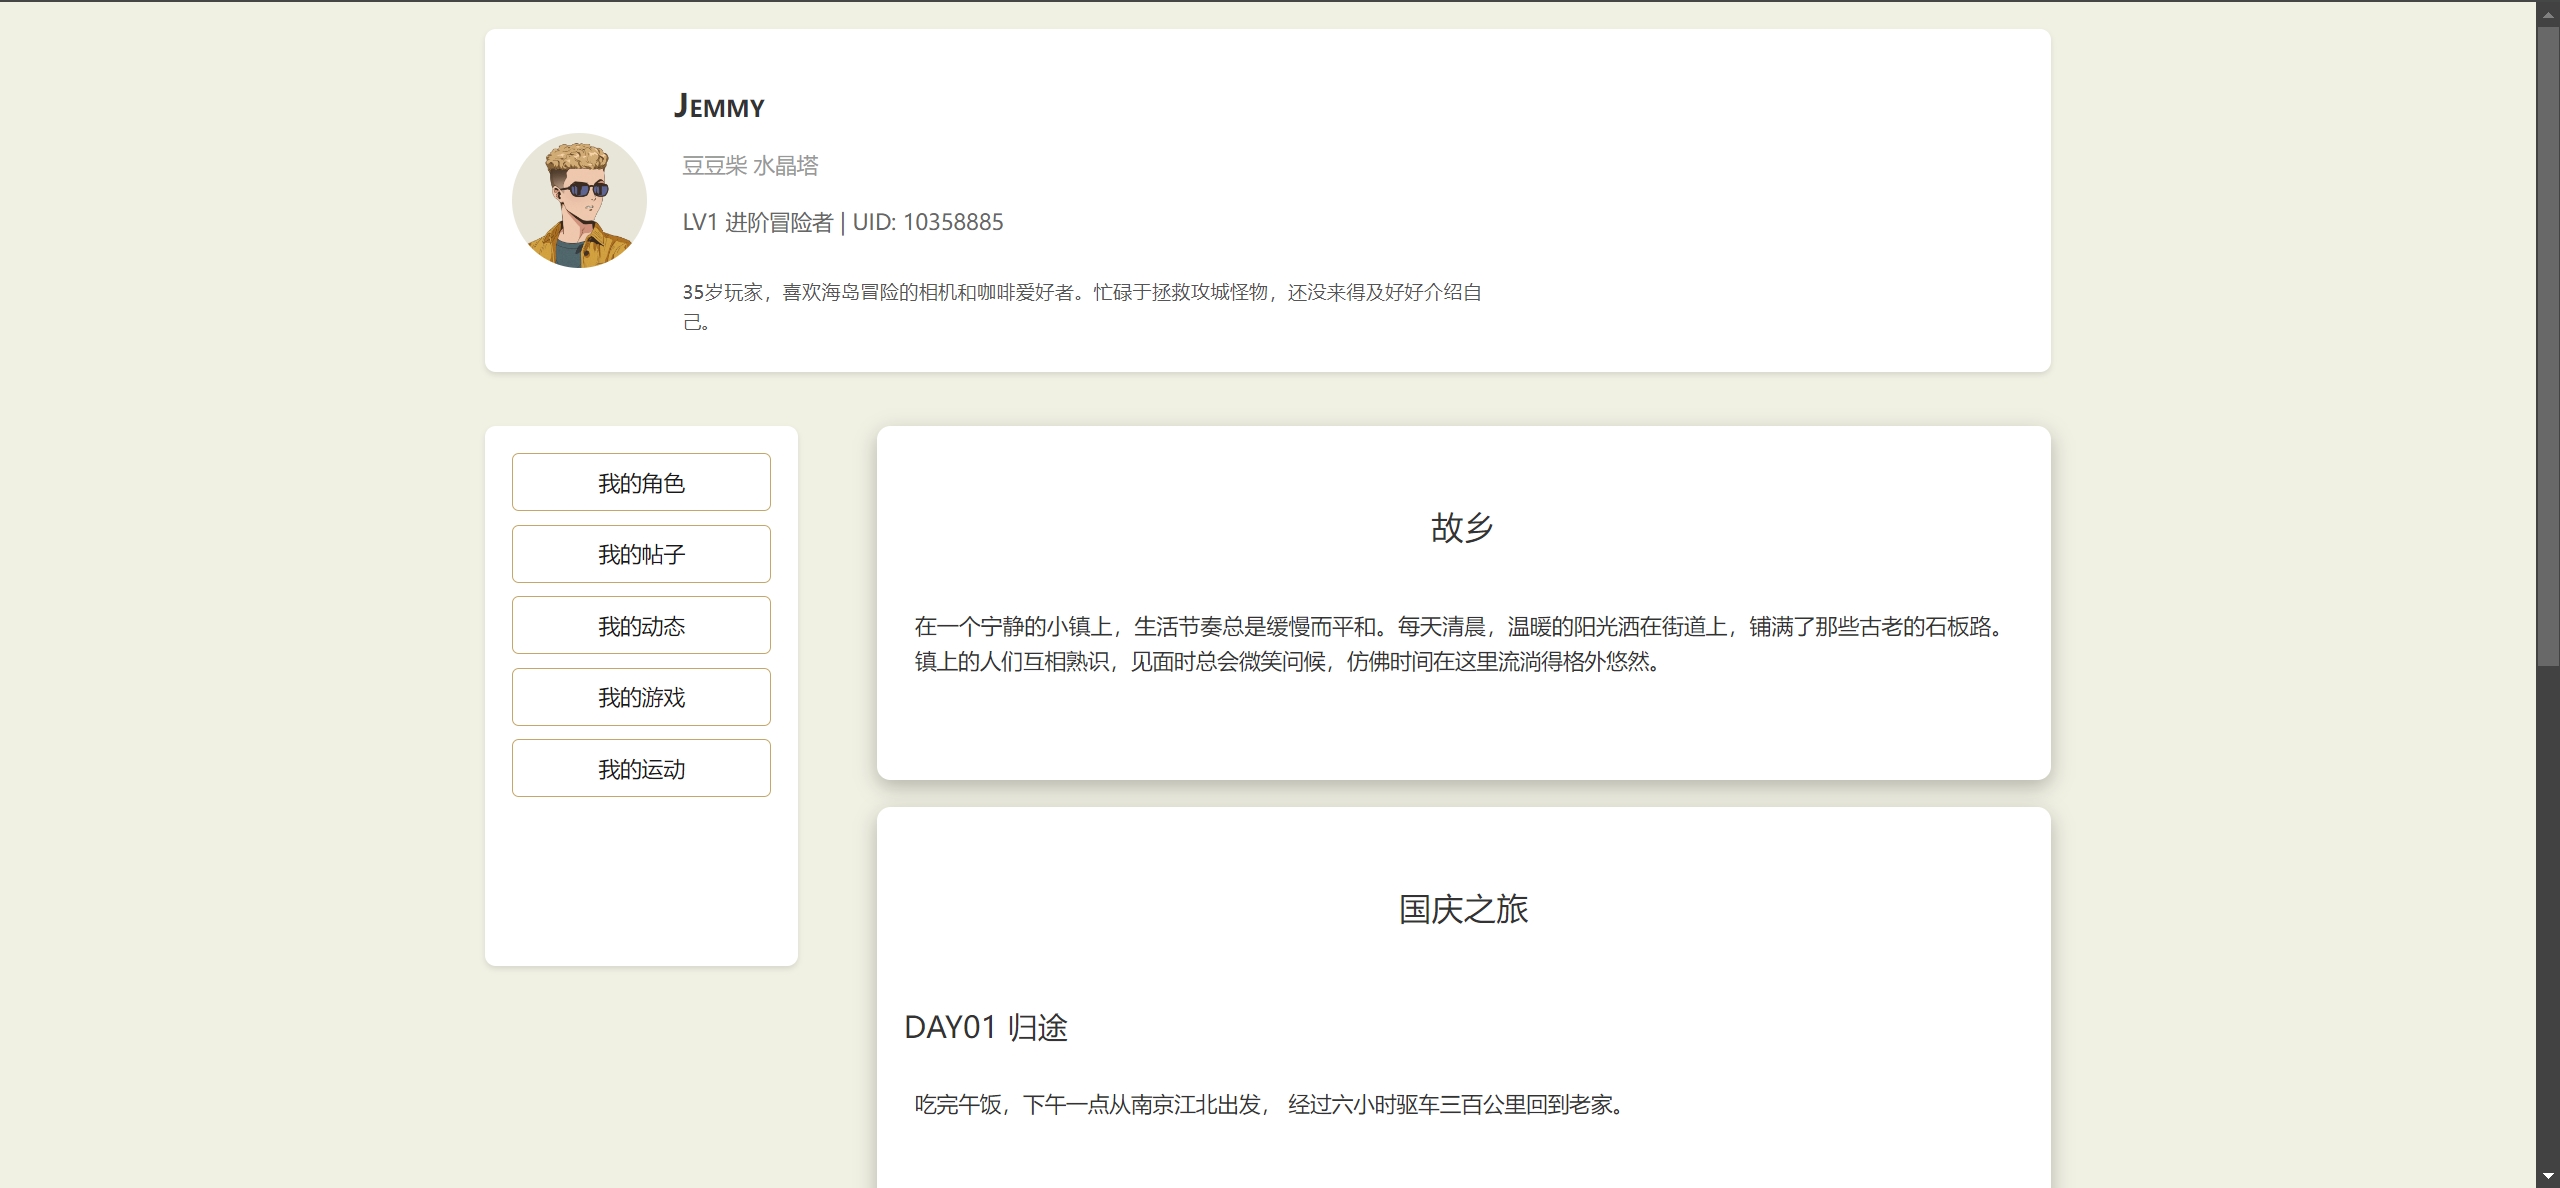 Jemmy
豆豆柴 水晶塔
LV1 进阶冒险者 | UID: 10358885
35岁玩家，喜欢海岛冒险的相机和咖啡爱好者。忙碌于拯救攻城怪物，还没来得及好好介绍自
己。
我的角色
我的帖子
我的动态
我的游戏
我的运动
故乡
在一个宁静的小镇上，生活节奏总是缓慢而平和。每天清晨，温暖的阳光洒在街道上，铺满了那些古老的石板路。
镇上的人们互相熟识，见面时总会微笑问候，仿佛时间在这里流淌得格外悠然。
国庆之旅
DAY01 归途
吃完午饭，下午一点从南京江北出发， 经过六小时驱车三百公里回到老家。